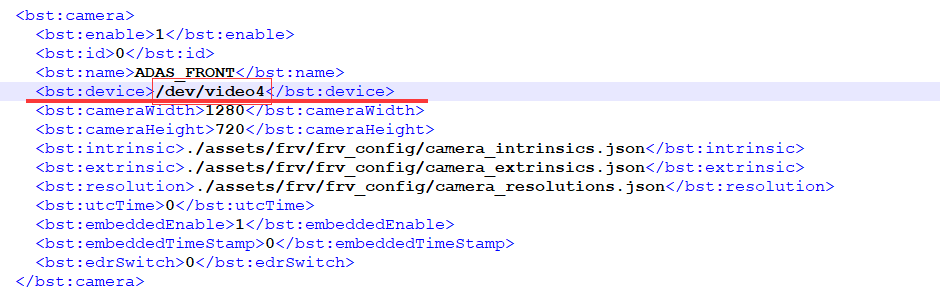 <bst:camera>
<bst:enable>1</bst:enable>
<bst:id>0</bst:id>
<bst:name>ADAS_FRONT</bst:name>
<bst:device>/dev/video4</bst:device>
<bst:cameraWidth>1280</bst:cameraWidth>
<bst:cameraHeight>720</bst:cameraHeight>
<bst:intrinsic>./assets/frv/frv_config/camera_intrinsics.json</bst:intrinsic>
<bst:extrinsic>./assets/frv/frv_config/camera_extrinsics.json</bst:extrinsic>
<bst:resolution>./assets/frv/frv_config/camera_resolutions.json</bst:resolution>
<bst:utcTime>0</bst:utcTime>
<bst:embeddedEnable>1</bst:embeddedEnable>
<bst:embeddedTimeStamp>0</bst:embeddedTimeStamp>
<bst:edrSwitch>0</bst:edrSwitch>
</bst:camera>